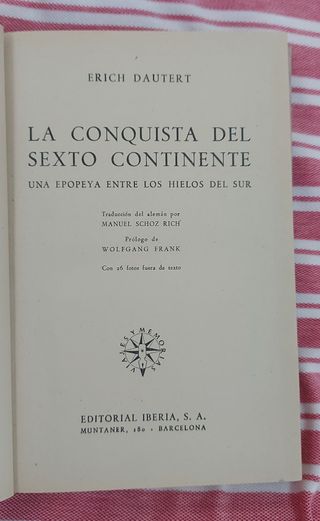 ERICH DAUTERT
LA CONQUISTA DEL
SEXTO CONTINENTE
UNA EPOPEYA ENTRE LOS HIELOS DEL SUR
Traducción del alemán por
MANUEL SCHOZ RICH
Prólogo de
WOLFGANG FRANK
Con 26 fotos fuera de texto
VIAJES Y MEMORIAS
EDITORIAL IBERIA, S. A.
MUNTANER, 180 - BARCELONA